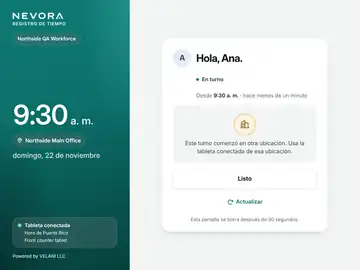 NEVORA
REGISTRO DE TIEMPO
Northside QA Workforce
9:30 a. m.
Northside Main Office
domingo, 22 de noviembre
Tableta conectada
Hora de Puerto Rico
Front counter tablet
Powered by VELANI LLC
A
Hola, Ana.
En turno
Desde 9:30 a. m. · hace menos de un minute
Este turno comenzó en otra ubicación. Usa la
tableta conectada de esa ubicación.
Listo
Actualizar
Esta pantalla se borra después de 30 segundos.